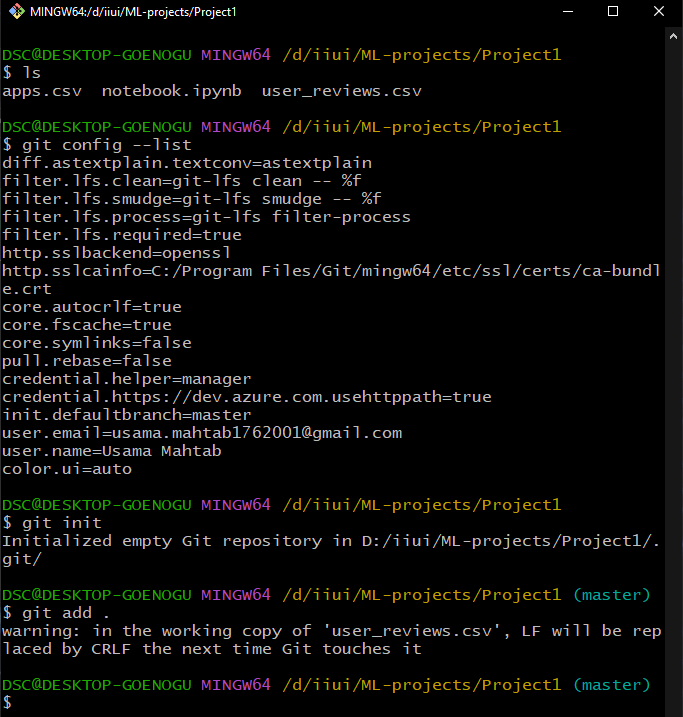 MINGW64:/d/iiui/ML-projects/Project1
DSC@DESKTOP-GOENOGU MINGW64 /d/iiui/ML-projects/Project1
$ ls
apps.csv  notebook.ipynb  user_reviews.csv
DSC@DESKTOP-GOENOGU MINGW64 /d/iiui/ML-projects/Project1
$ git config --list
diff.astextplain.textconv=astextplain
filter.lfs.clean=git-lfs clean -- %f
filter.lfs.smudge=git-lfs smudge -- %f
filter.lfs.process=git-lfs filter-process
filter.lfs.required=true
http.sslbackend=openssl
http.sslcainfo=C:/Program Files/Git/mingw64/etc/ssl/certs/ca-bundl
e.crt
core.autocrlf=true
core.fscache=true
core.symlinks=false
pull.rebase=false
credential.helper=manager
credential.https://dev.azure.com.usehttppath=true
init.defaultbranch=master
user.email=usama.mahtab1762001@gmail.com
user.name=Usama Mahtab
color.ui=auto
DSC@DESKTOP-GOENOGU MINGW64 /d/iiui/ML-projects/Project1
$ git init
Initialized empty Git repository in D:/iiui/ML-projects/Project1/.
git/
DSC@DESKTOP-GOENOGU MINGW64 /d/iiui/ML-projects/Project1 (master)
$ git add .
warning: in the working copy of 'user_reviews.csv', LF will be rep
laced by CRLF the next time Git touches it
DSC@DESKTOP-GOENOGU MINGW64 /d/iiui/ML-projects/Project1 (master)
$